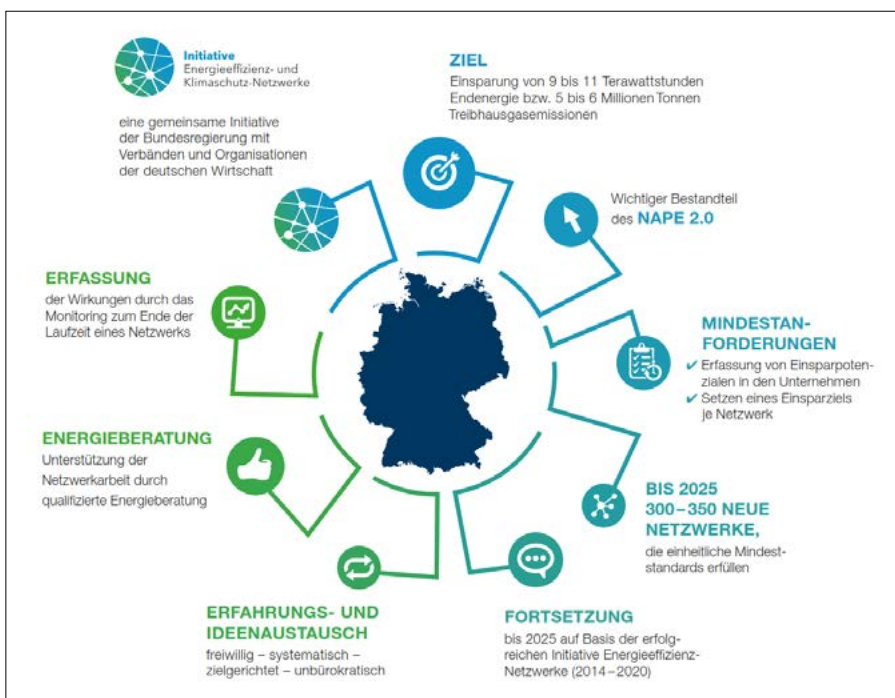 Initiative
Energieeffizienz- und
Klimaschutz-Netzwerke
eine gemeinsame Initiative
der Bundesregierung mit
Verbänden und Organisationen
der deutschen Wirtschaft
ZIEL
Einsparung von 9 bis 11 Terawattstunden
Endenergie bzw. 5 bis 6 Millionen Tonnen
Treibhausgasemissionen
Wichtiger Bestandteil
des NAPE 2.0
MINDESTAN-
FORDERUNGEN
✔ Erfassung von Einsparpoten-
zialen in den Unternehmen
✔ Setzen eines Einsparziels
je Netzwerk
BIS 2025
300–350 NEUE
NETZWERKE,
die einheitliche Mindest-
standards erfüllen
FORTSETZUNG
bis 2025 auf Basis der erfolg-
reichen Initiative Energieeffizienz-
Netzwerke (2014–2020)
ERFAHRUNGS- UND
IDEENAUSTAUSCH
freiwillig – systematisch –
zielgerichtet – unbürokratisch
ENERGIEBERATUNG
Unterstützung der
Netzwerkarbeit durch
qualifizierte Energieberatung
ERFASSUNG
der Wirkungen durch das
Monitoring zum Ende der
Laufzeit eines Netzwerks